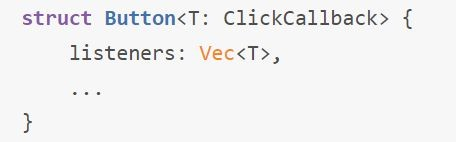 struct Button<T: ClickCallback> {
    listeners: Vec<T>,
    ...
}